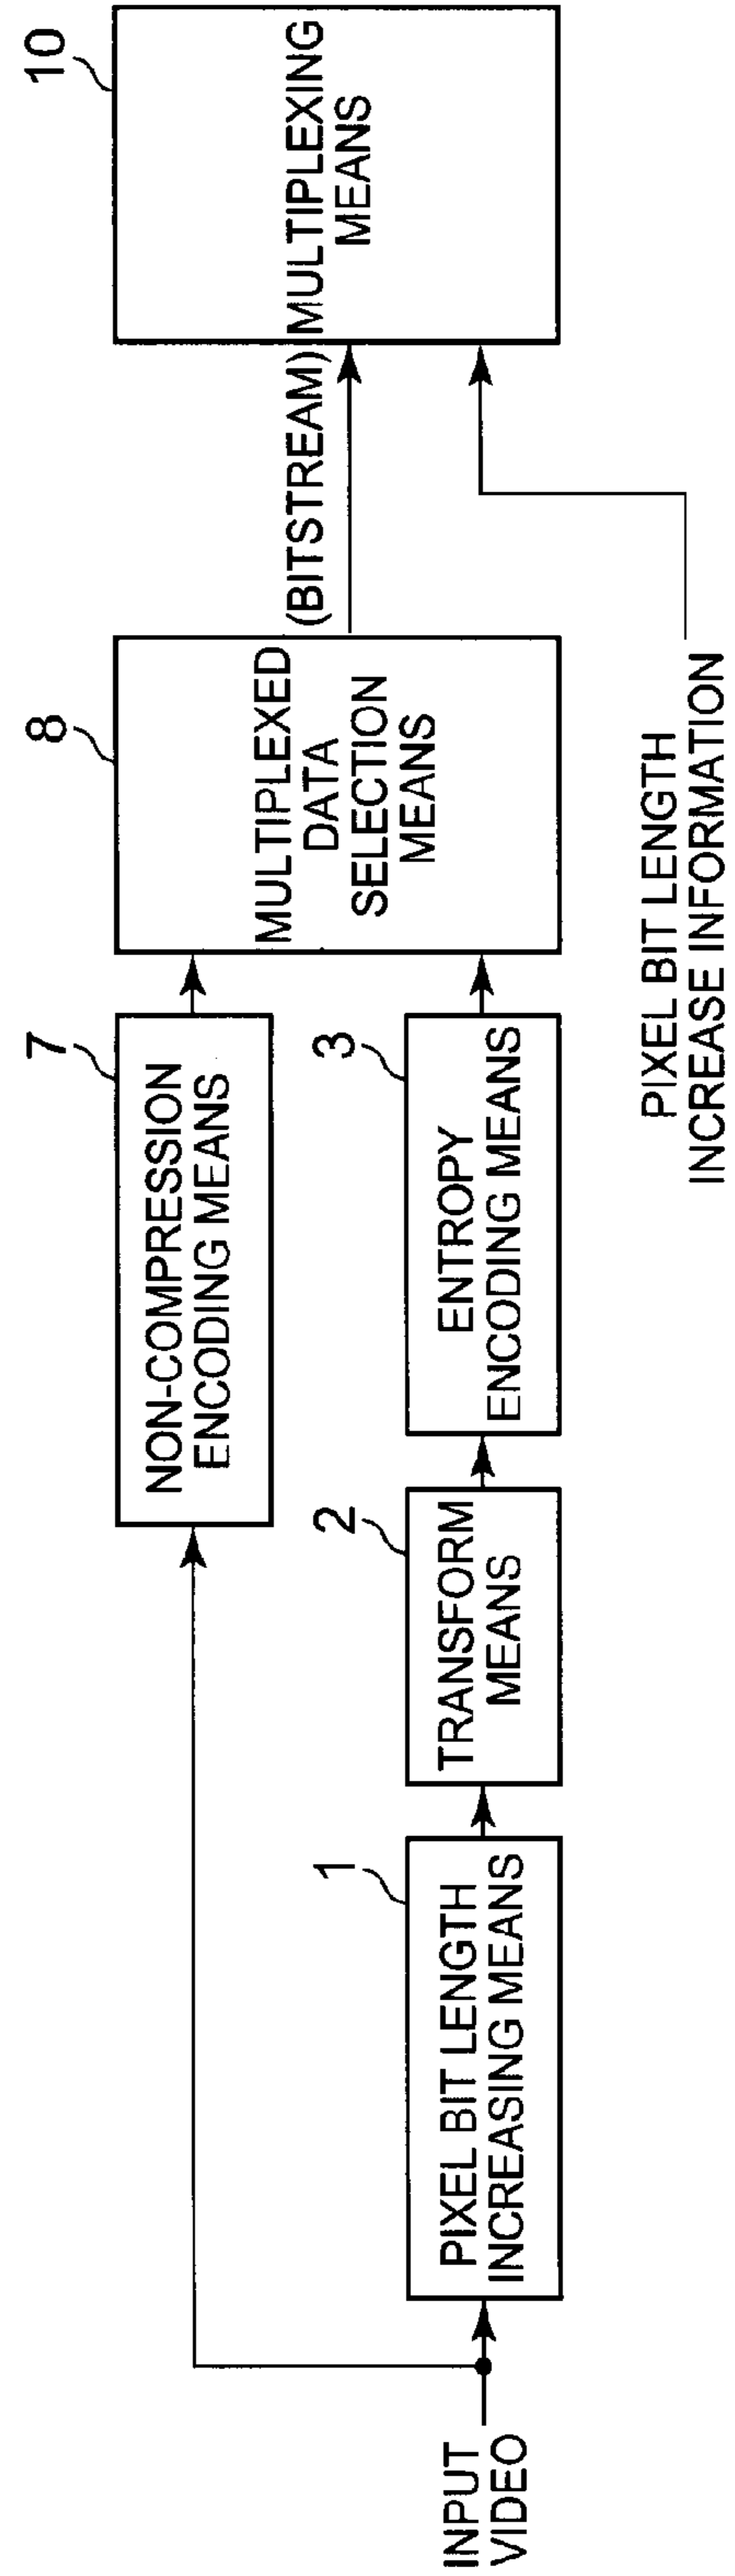 INPUT
VIDEO
1
PIXEL BIT LENGTH
INCREASING MEANS
2
TRANSFORM
MEANS
3
ENTROPY
ENCODING MEANS
7
NON-COMPRESSION
ENCODING MEANS
8
MULTIPLEXED
DATA
SELECTION
MEANS
(BITSTREAM)
10
MULTIPLEXING
MEANS
PIXEL BIT LENGTH
INCREASE INFORMATION